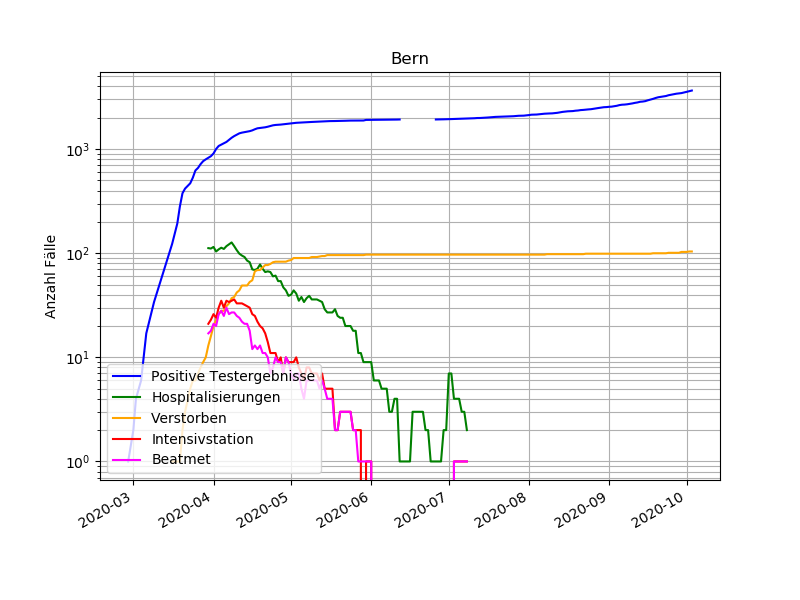 Bern
Anzahl Fälle
10³
10²
10¹
10⁰
Positive Testergebnisse
Hospitalisierungen
Verstorben
Intensivstation
Beatmet
2020-03
2020-04
2020-05
2020-06
2020-07
2020-08
2020-09
2020-10